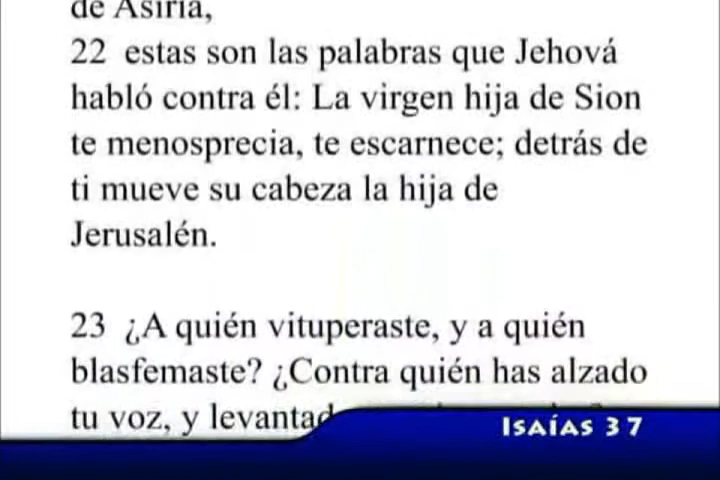 de Asiria,
22 estas son las palabras que Jehová
habló contra él: La virgen hija de Sion
te menosprecia, te escarnece; detrás de
ti mueve su cabeza la hija de
Jerusalén.
23 ¿A quién vituperaste, y a quién
blasfemaste? ¿Contra quién has alzado
tu voz, y levantad
ISAÍAS 37